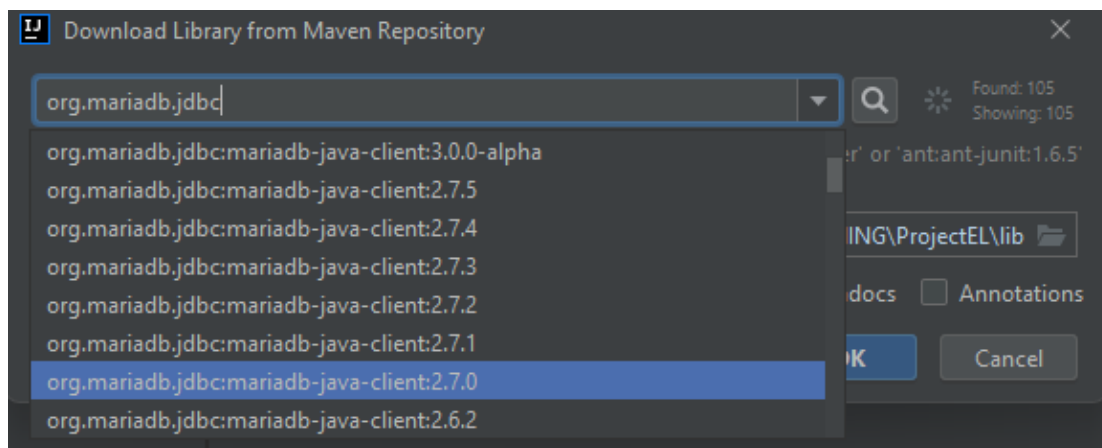 IJ Download Library from Maven Repository
org.mariadb.jdbc
Found: 105
Showing: 105
org.mariadb.jdbc:mariadb-java-client:3.0.0-alpha
' or 'ant:ant-junit:1.6.5'
org.mariadb.jdbc:mariadb-java-client:2.7.5
org.mariadb.jdbc:mariadb-java-client:2.7.4
\ProjectEL\lib
org.mariadb.jdbc:mariadb-java-client:2.7.3
org.mariadb.jdbc:mariadb-java-client:2.7.2
Annotations
org.mariadb.jdbc:mariadb-java-client:2.7.1
org.mariadb.jdbc:mariadb-java-client:2.7.0
Cancel
org.mariadb.jdbc:mariadb-java-client:2.6.2